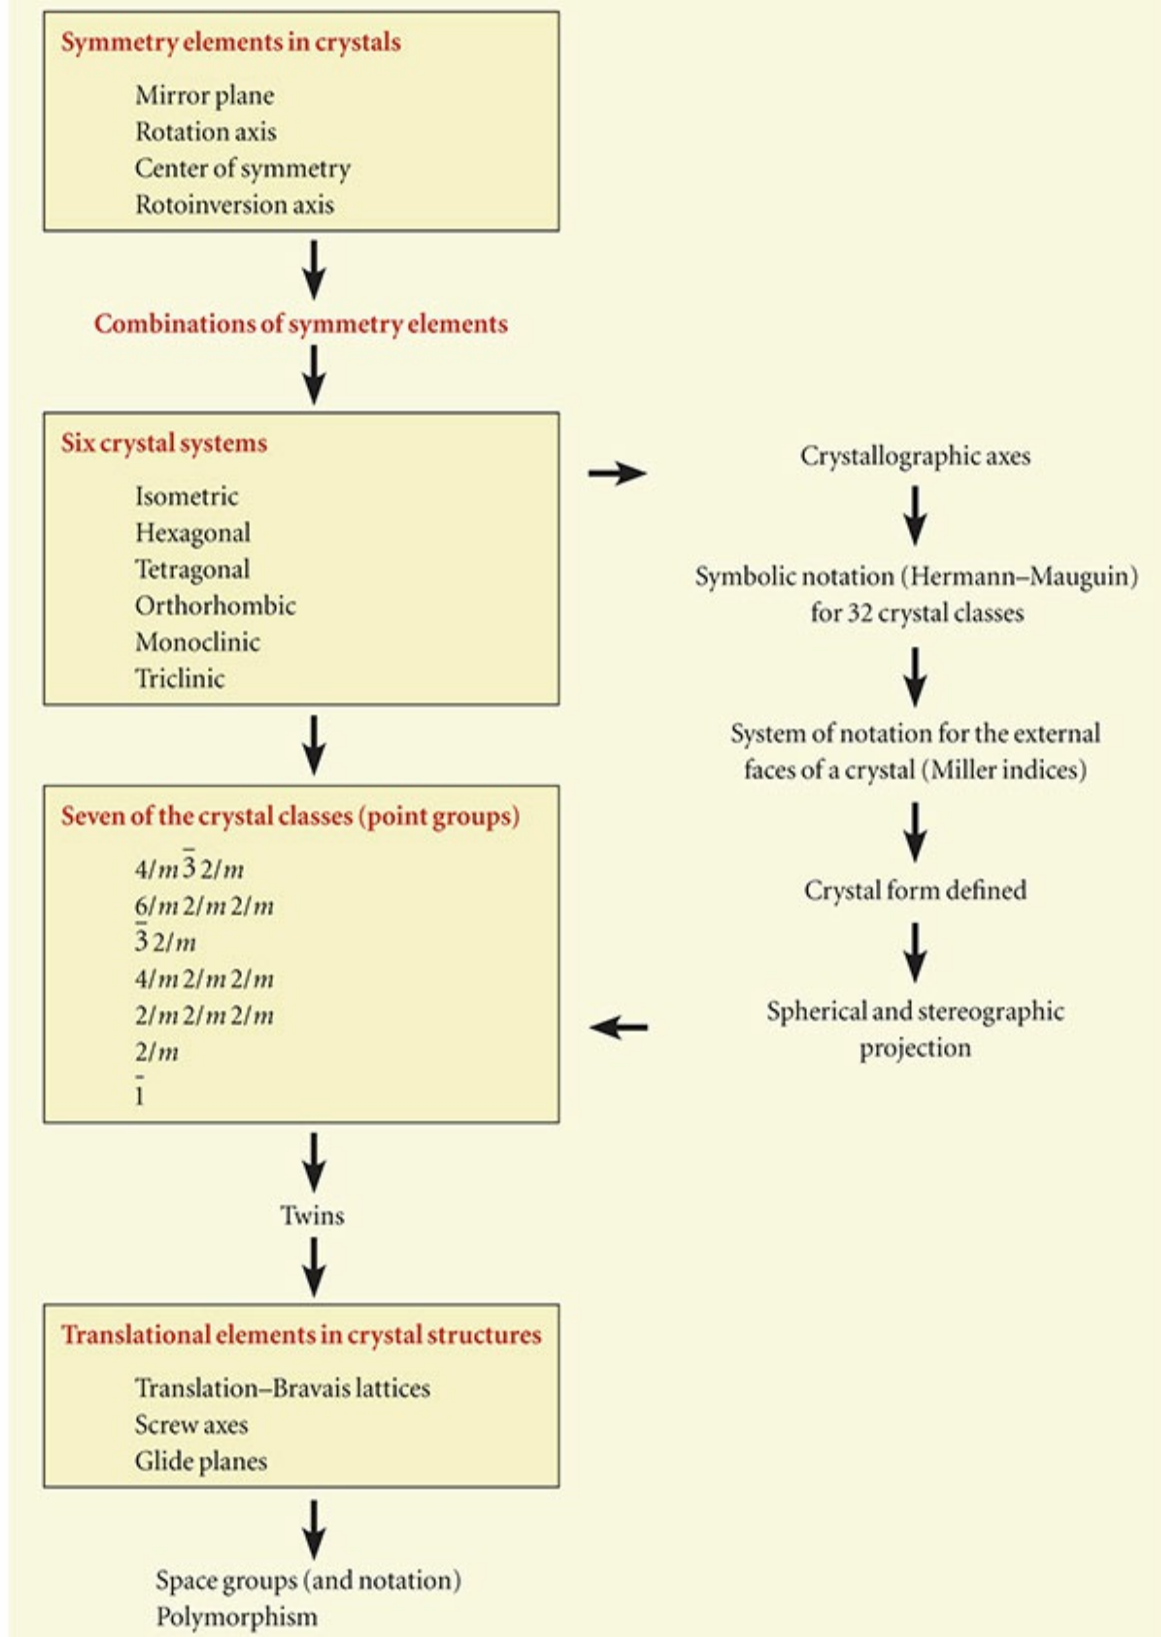 Symmetry elements in crystals
Mirror plane
Rotation axis
Center of symmetry
Rotoinversion axis
Combinations of symmetry elements
Six crystal systems
Isometric
Hexagonal
Tetragonal
Orthorhombic
Monoclinic
Triclinic
Crystallographic axes
Symbolic notation (Hermann–Mauguin)
for 32 crystal classes
System of notation for the external
faces of a crystal (Miller indices)
Crystal form defined
Spherical and stereographic
projection
Seven of the crystal classes (point groups)
4/m 3̅ 2/m
6/m 2/m 2/m
3̅ 2/m
4/m 2/m 2/m
2/m 2/m 2/m
2/m
1̅
Twins
Translational elements in crystal structures
Translation–Bravais lattices
Screw axes
Glide planes
Space groups (and notation)
Polymorphism